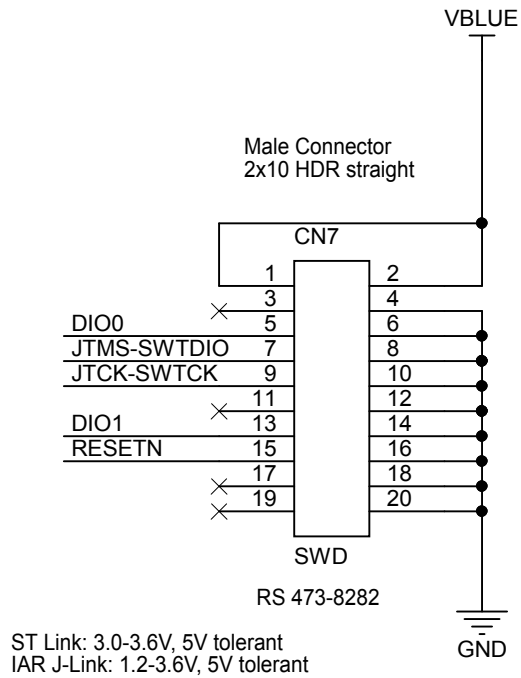 VBLUE
Male Connector
2x10 HDR straight
CN7
1 2
3 4
DIO0 5 6
JTMS-SWTDIO 7 8
JTCK-SWTCK 9 10
11 12
DIO1 13 14
RESETN 15 16
17 18
19 20
SWD
RS 473-8282
GND
ST Link: 3.0-3.6V, 5V tolerant
IAR J-Link: 1.2-3.6V, 5V tolerant